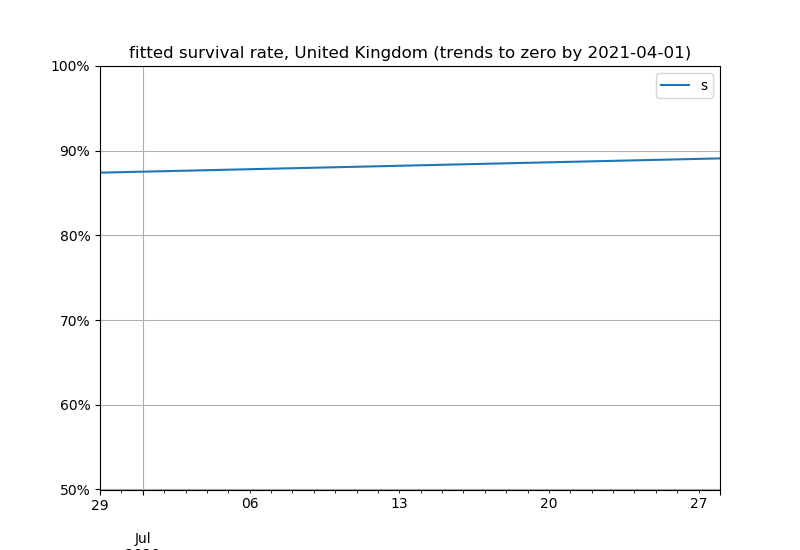 fitted survival rate, United Kingdom (trends to zero by 2021-04-01)
100%
s
90%
80%
70%
60%
50%
29 06 13 20 27
Jul